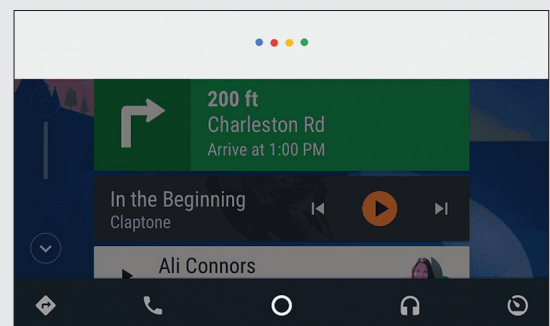 200 ft
Charleston Rd
Arrive at 1:00 PM
In the Beginning
Claptone
Ali Connors